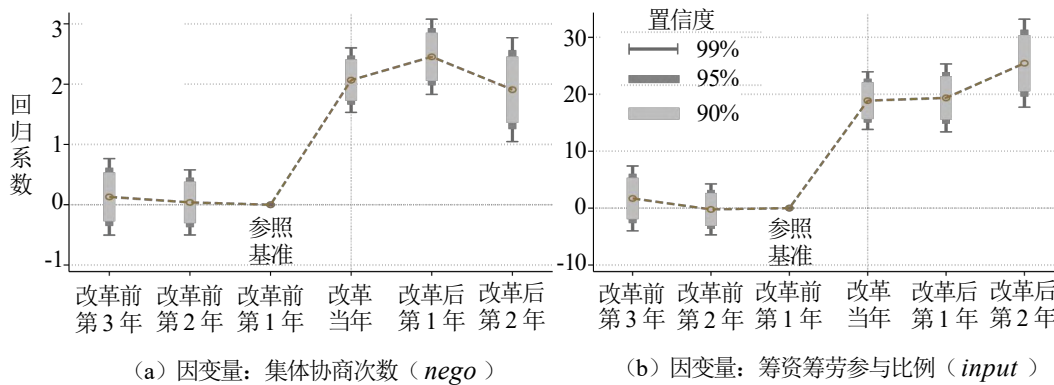 回归系数
3
2
1
0
-1
参照
基准
改革前
第 3 年
改革前
第 2 年
改革前
第 1 年
改革
当年
改革后
第 1 年
改革后
第 2 年
（a）因变量：集体协商次数（nego）
置信度
99%
95%
90%
30
20
10
0
-10
参照
基准
改革前
第 3 年
改革前
第 2 年
改革前
第 1 年
改革
当年
改革后
第 1 年
改革后
第 2 年
（b）因变量：筹资筹劳参与比例（input）